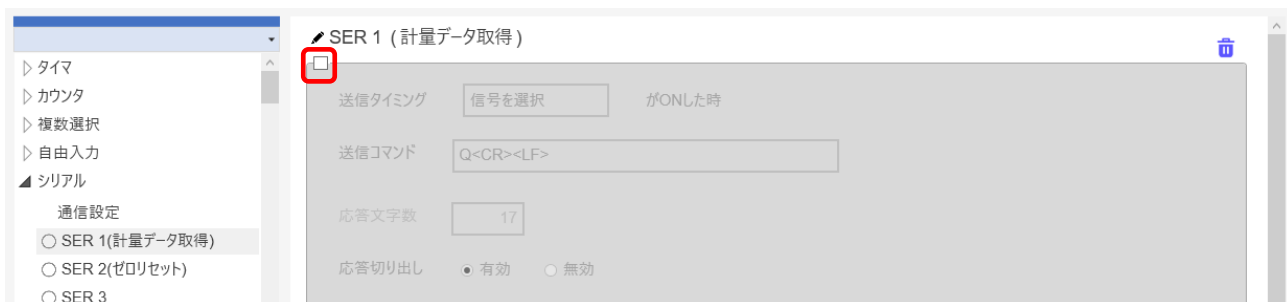 タイマ
カウンタ
複数選択
自由入力
シリアル
通信設定
SER 1(計量データ取得)
SER 2(ゼロリセット)
SER 3
SER 1 ( 計量データ取得 )
送信タイミング 信号を選択 がONした時
送信コマンド Q<CR><LF>
応答文字数 17
応答切り出し 有効 無効